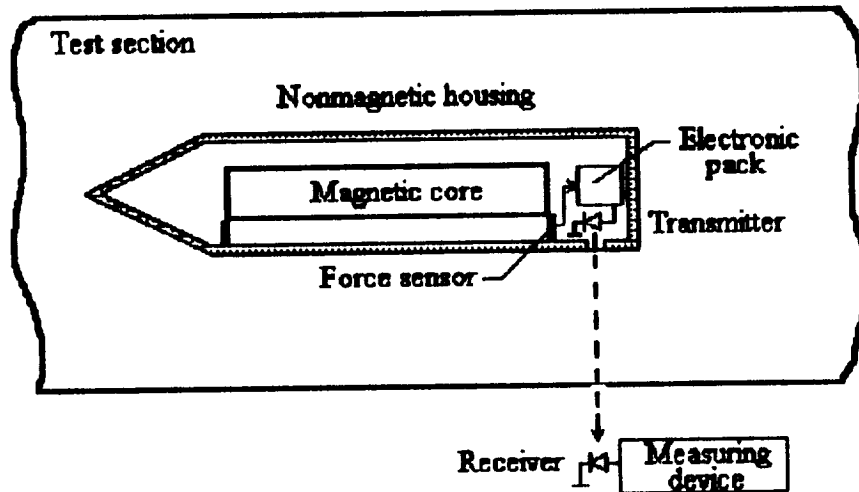 Test section
Nonmagnetic housing
Electronic
pack
Magnetic core
Transmitter
Force sensor
Receiver
Measuring
device